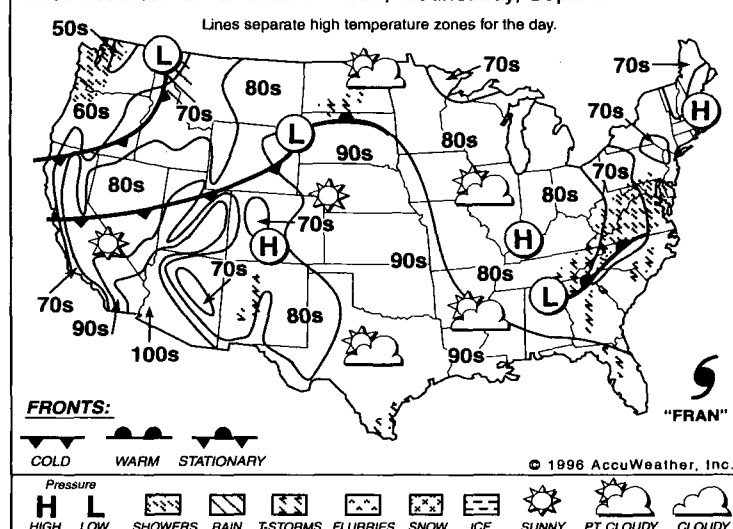 Lines separate high temperature zones for the day.
50s
L
70s
70s
60s
70s
80s
H
L
70s
80s
90s
70s
80s
80s
70s
H
H
70s
90s
80s
80s
L
70s
90s
100s
90s
"FRAN"
FRONTS:
COLD WARM STATIONARY
© 1996 AccuWeather, Inc.
Pressure
H L
HIGH LOW SHOWERS RAIN T-STORMS FLURRIES SNOW ICE SUNNY PT. CLOUDY CLOUDY